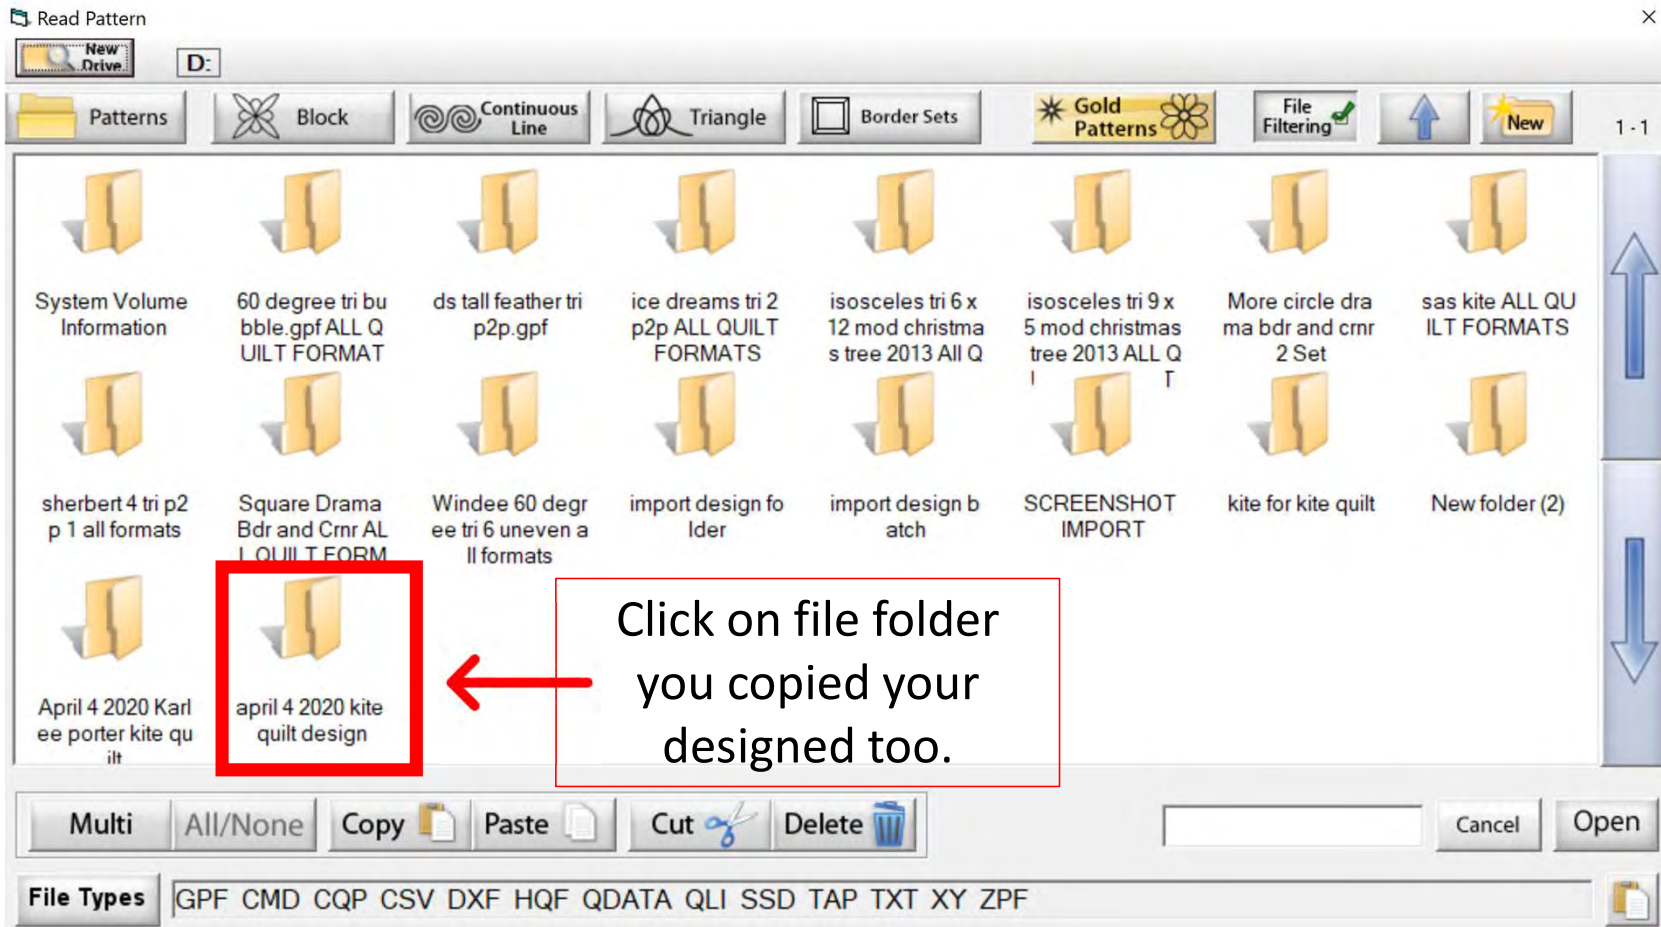 Read Pattern
New
Drive
D:
Patterns
Block
Continuous
Line
Triangle
Border Sets
Gold
Patterns
File
Filtering
New
1 - 1
System Volume
Information
60 degree tri bu
bble.gpf ALL Q
UILT FORMAT
ds tall feather tri
p2p.gpf
ice dreams tri 2
p2p ALL QUILT
FORMATS
isosceles tri 6 x
12 mod christma
s tree 2013 All Q
isosceles tri 9 x
5 mod christmas
tree 2013 ALL Q
More circle dra
ma bdr and crnr
2 Set
sas kite ALL QU
ILT FORMATS
sherbert 4 tri p2
p 1 all formats
Square Drama
Bdr and Crnr AL
L QUILT FORM
Windee 60 degr
ee tri 6 uneven a
ll formats
import design fo
lder
import design b
atch
SCREENSHOT
IMPORT
kite for kite quilt
New folder (2)
April 4 2020 Karl
ee porter kite qu
ilt
april 4 2020 kite
quilt design
Click on file folder
you copied your
designed too.
Multi
All/None
Copy
Paste
Cut
Delete
Cancel
Open
File Types
GPF CMD CQP CSV DXF HQF QDATA QLI SSD TAP TXT XY ZPF